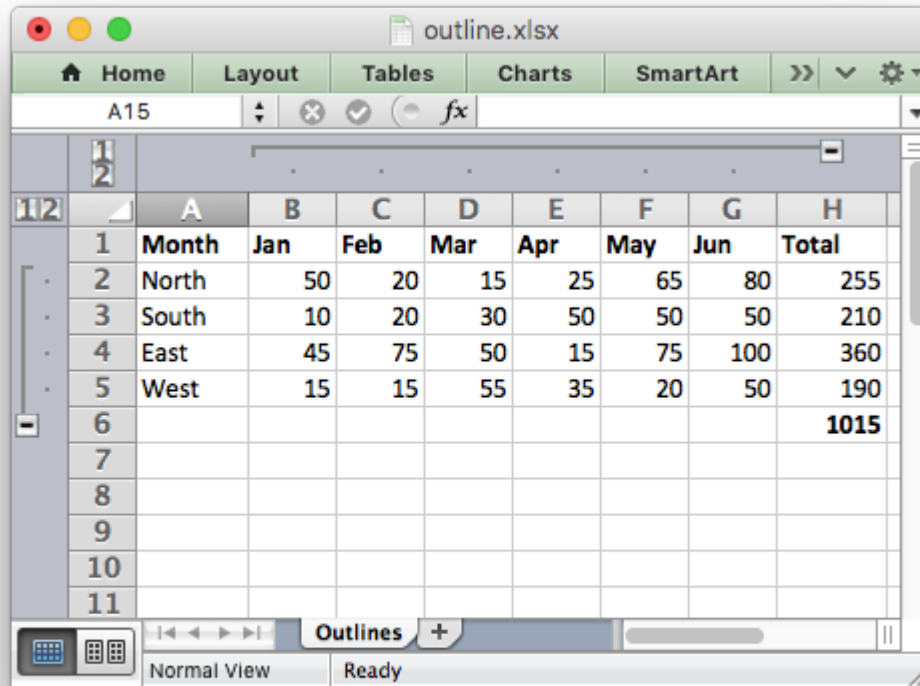 outline.xlsx
Home Layout Tables Charts SmartArt
A15 fx
1
2
12 A B C D E F G H
1 Month Jan Feb Mar Apr May Jun Total
2 North 50 20 15 25 65 80 255
3 South 10 20 30 50 50 50 210
4 East 45 75 50 15 75 100 360
5 West 15 15 55 35 20 50 190
6 1015
7
8
9
10
11
Outlines +
Normal View Ready